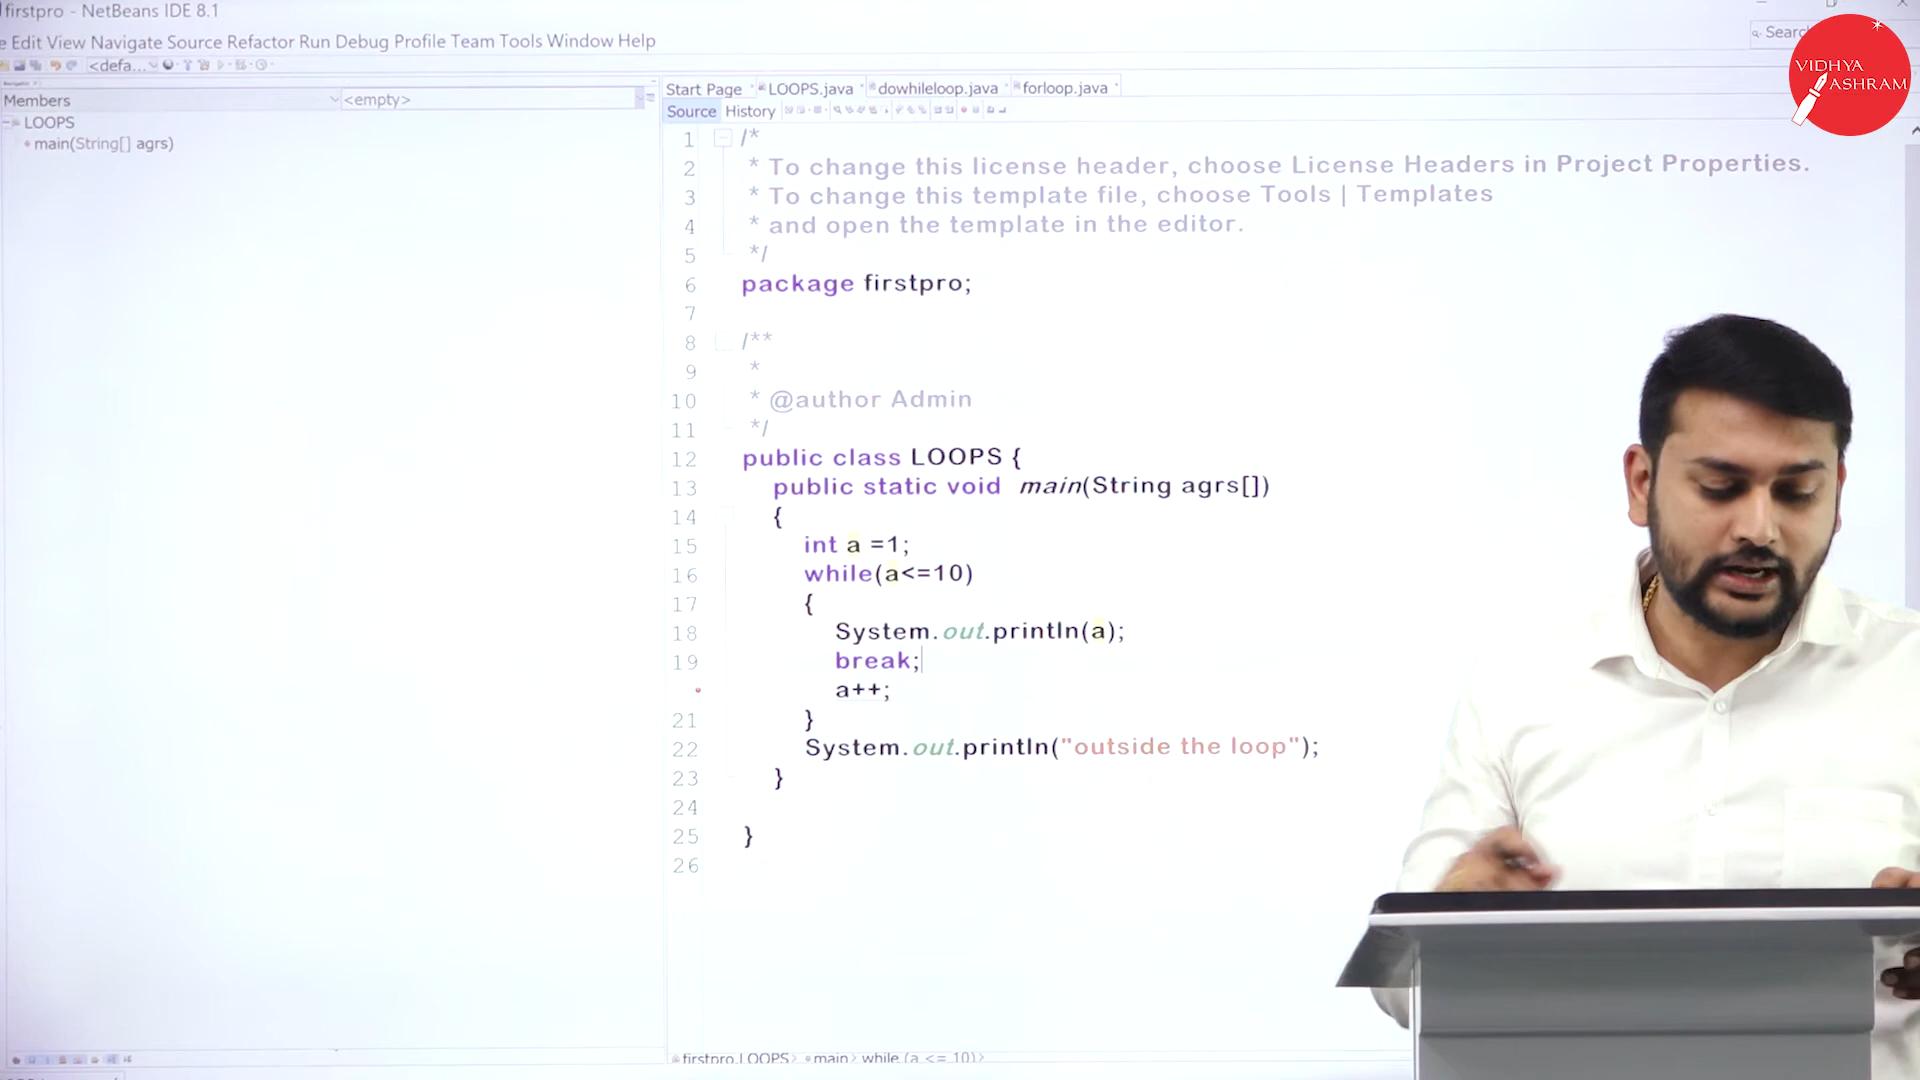 firstpro - NetBeans IDE 8.1
e Edit View Navigate Source Refactor Run Debug Profile Team Tools Window Help
Searc
VIDHYA
ASHRAM
<defa...
Members
<empty>
LOOPS
main(String[] agrs)
Start Page
LOOPS.java
dowhileloop.java
forloop.java
Source History
1 /*
2 * To change this license header, choose License Headers in Project Properties.
3 * To change this template file, choose Tools | Templates
4 * and open the template in the editor.
5 */
6 package firstpro;
7
8 /**
9 *
10 * @author Admin
11 */
12 public class LOOPS {
13 public static void main(String agrs[])
14 {
15 int a =1;
16 while(a<=10)
17 {
18 System.out.println(a);
19 break;
a++;
21 }
22 System.out.println("outside the loop");
23 }
24
25 }
26
firstpro.LOOPS> main> while (a <= 10)>